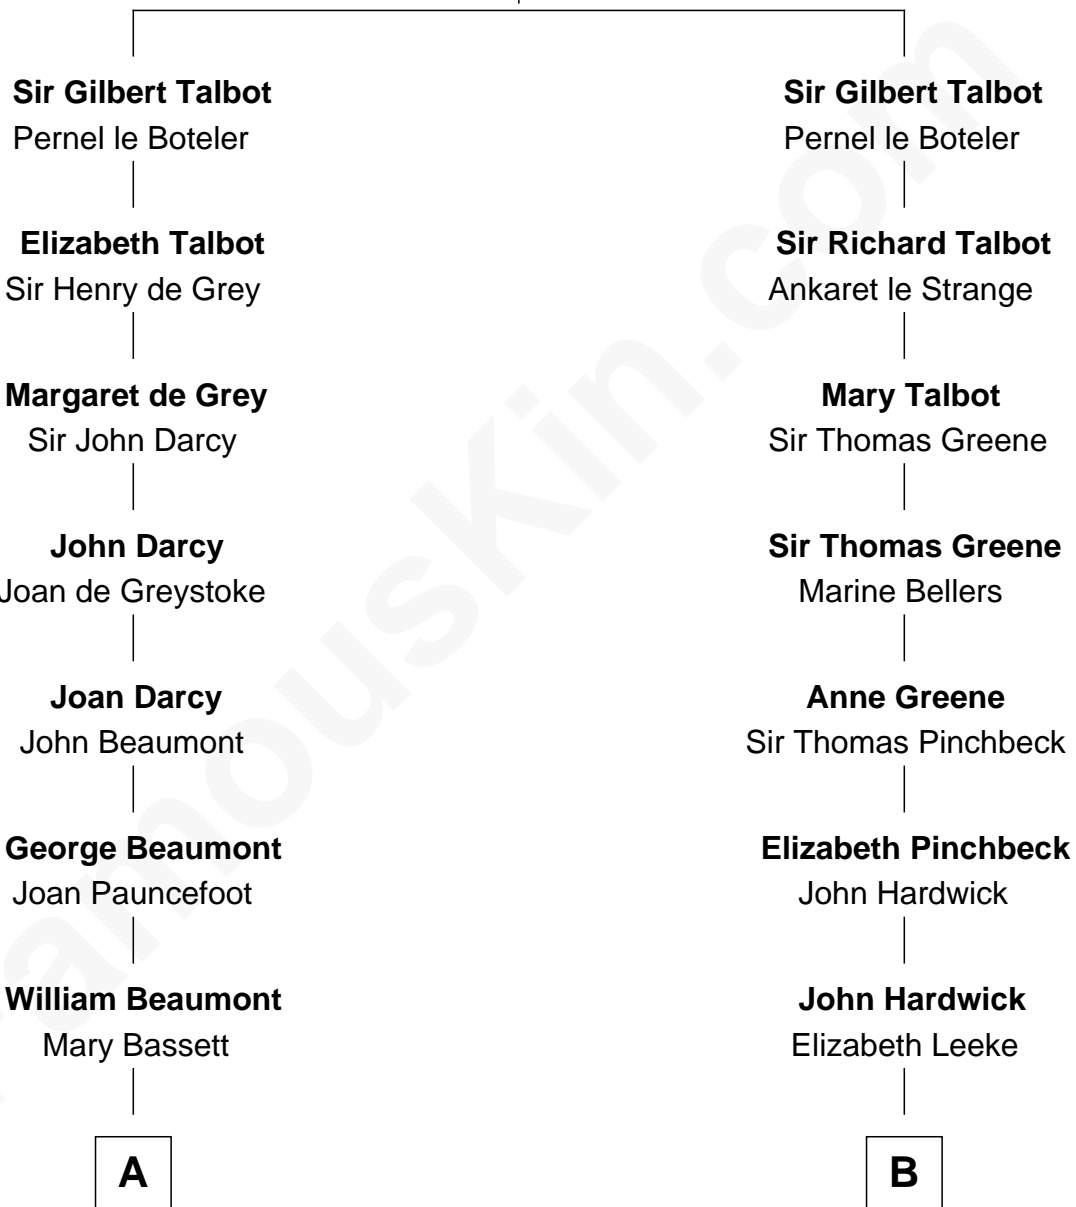 Sir Gilbert Talbot
Pernel le Boteler
Elizabeth Talbot
Sir Henry de Grey
Margaret de Grey
Sir John Darcy
John Darcy
Joan de Greystoke
Joan Darcy
John Beaumont
George Beaumont
Joan Pauncefoot
William Beaumont
Mary Bassett
A
Sir Gilbert Talbot
Pernel le Boteler
Sir Richard Talbot
Ankaret le Strange
Mary Talbot
Sir Thomas Greene
Sir Thomas Greene
Marine Bellers
Anne Greene
Sir Thomas Pinchbeck
Elizabeth Pinchbeck
John Hardwick
John Hardwick
Elizabeth Leeke
B
FamousKin.com